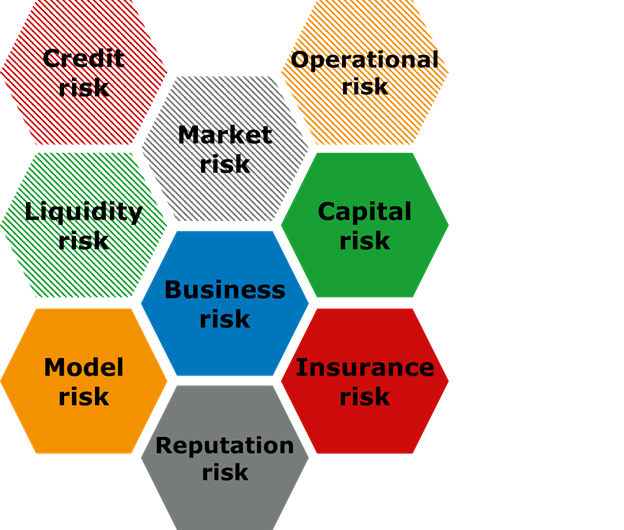 Credit
risk
Operational
risk
Market
risk
Liquidity
risk
Capital
risk
Business
risk
Model
risk
Insurance
risk
Reputation
risk